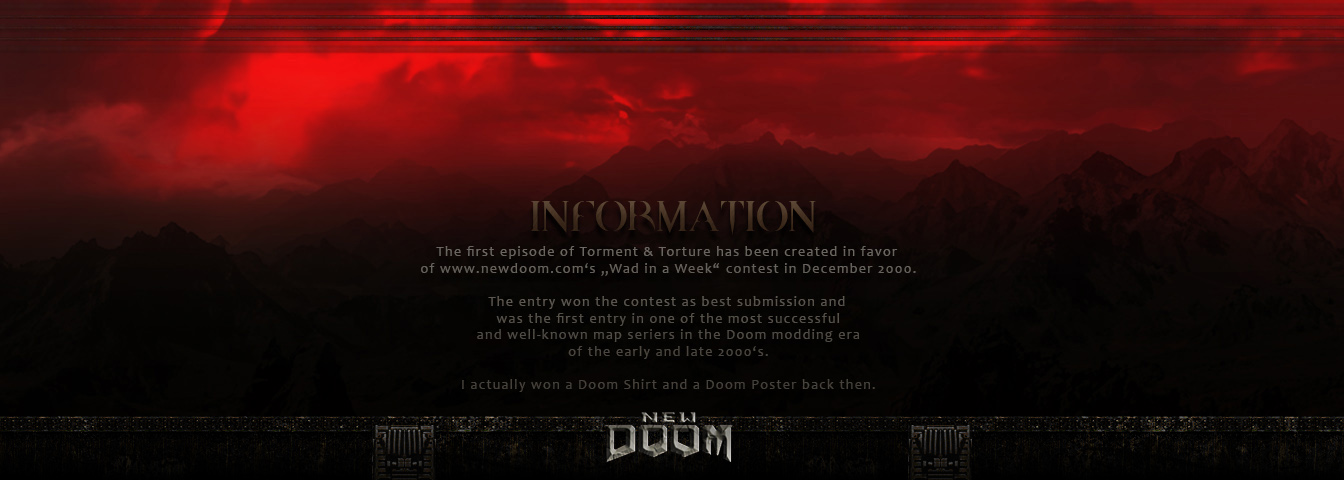 INFORMATION
The first episode of Torment & Torture has been created in favor
of www.newdoom.com‘s „Wad in a Week“ contest in December 2000.
The entry won the contest as best submission and
was the first entry in one of the most successful
and well-known map seriers in the Doom modding era
of the early and late 2000‘s.
I actually won a Doom Shirt and a Doom Poster back then.
NEW
DOOM